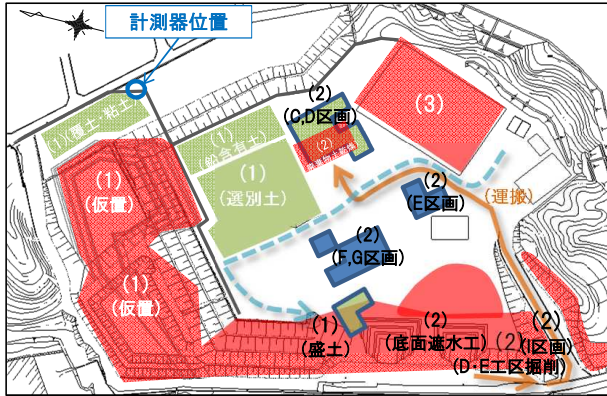 計測器位置
(1)(覆土・粘土)
(1)
(鉛含有土)
(2)
(C,D区画)
(2)
(3)
(1)
(選別土)
(1)
(仮置)
(2)
(E区画)
(運搬)
(2)
(F,G区画)
(1)
(仮置)
(1)
(盛土)
(2)
(底面遮水工)
(2)
(2)
(I区画)
(D・E工区掘削)